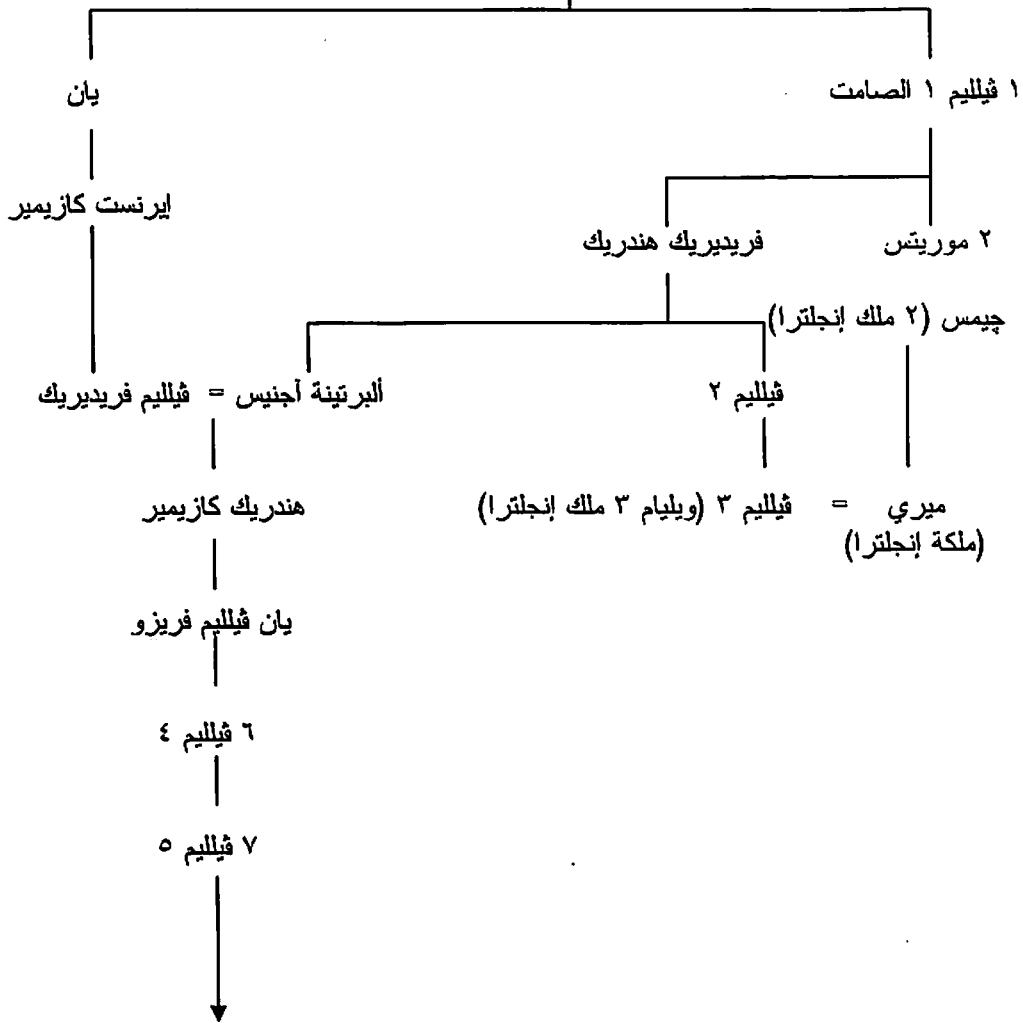 ١ ڤيلليم ١ الصامت
يان
إيرنست كازيمير
٢ موريتس
فريديريك هندريك
چيمس (٢ ملك إنجلترا)
ڤيلليم ٢
ألبرتينة آجنيس = ڤيلليم فريديريك
ميري = ڤيلليم ٣ (ويليام ٣ ملك إنجلترا)
(ملكة إنجلترا)
هندريك كازيمير
يان ڤيلليم فريزو
٦ ڤيلليم ٤
٧ ڤيلليم ٥